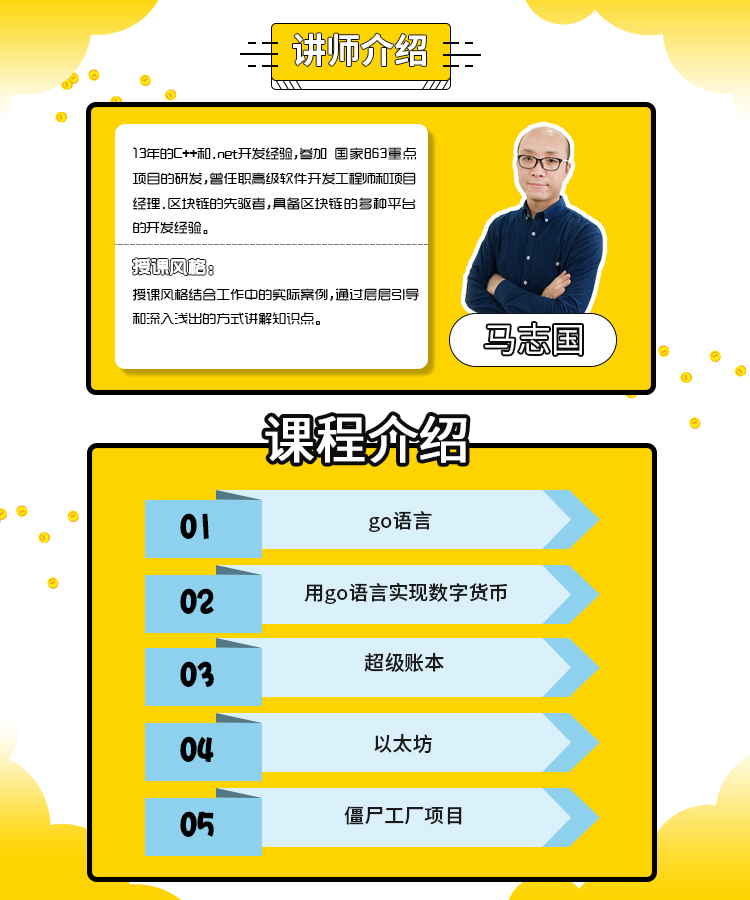 讲师介绍
13年的C++和.net开发经验,参加 国家863重点
项目的研发,曾任职高级软件开发工程师和项目
经理.区块链的先驱者,具备区块链的多种平台
的开发经验。
授课风格:
授课风格结合工作中的实际案例,通过层层引导
和深入浅出的方式讲解知识点。
马志国
课程介绍
01
go语言
02
用go语言实现数字货币
03
超级账本
04
以太坊
05
僵尸工厂项目